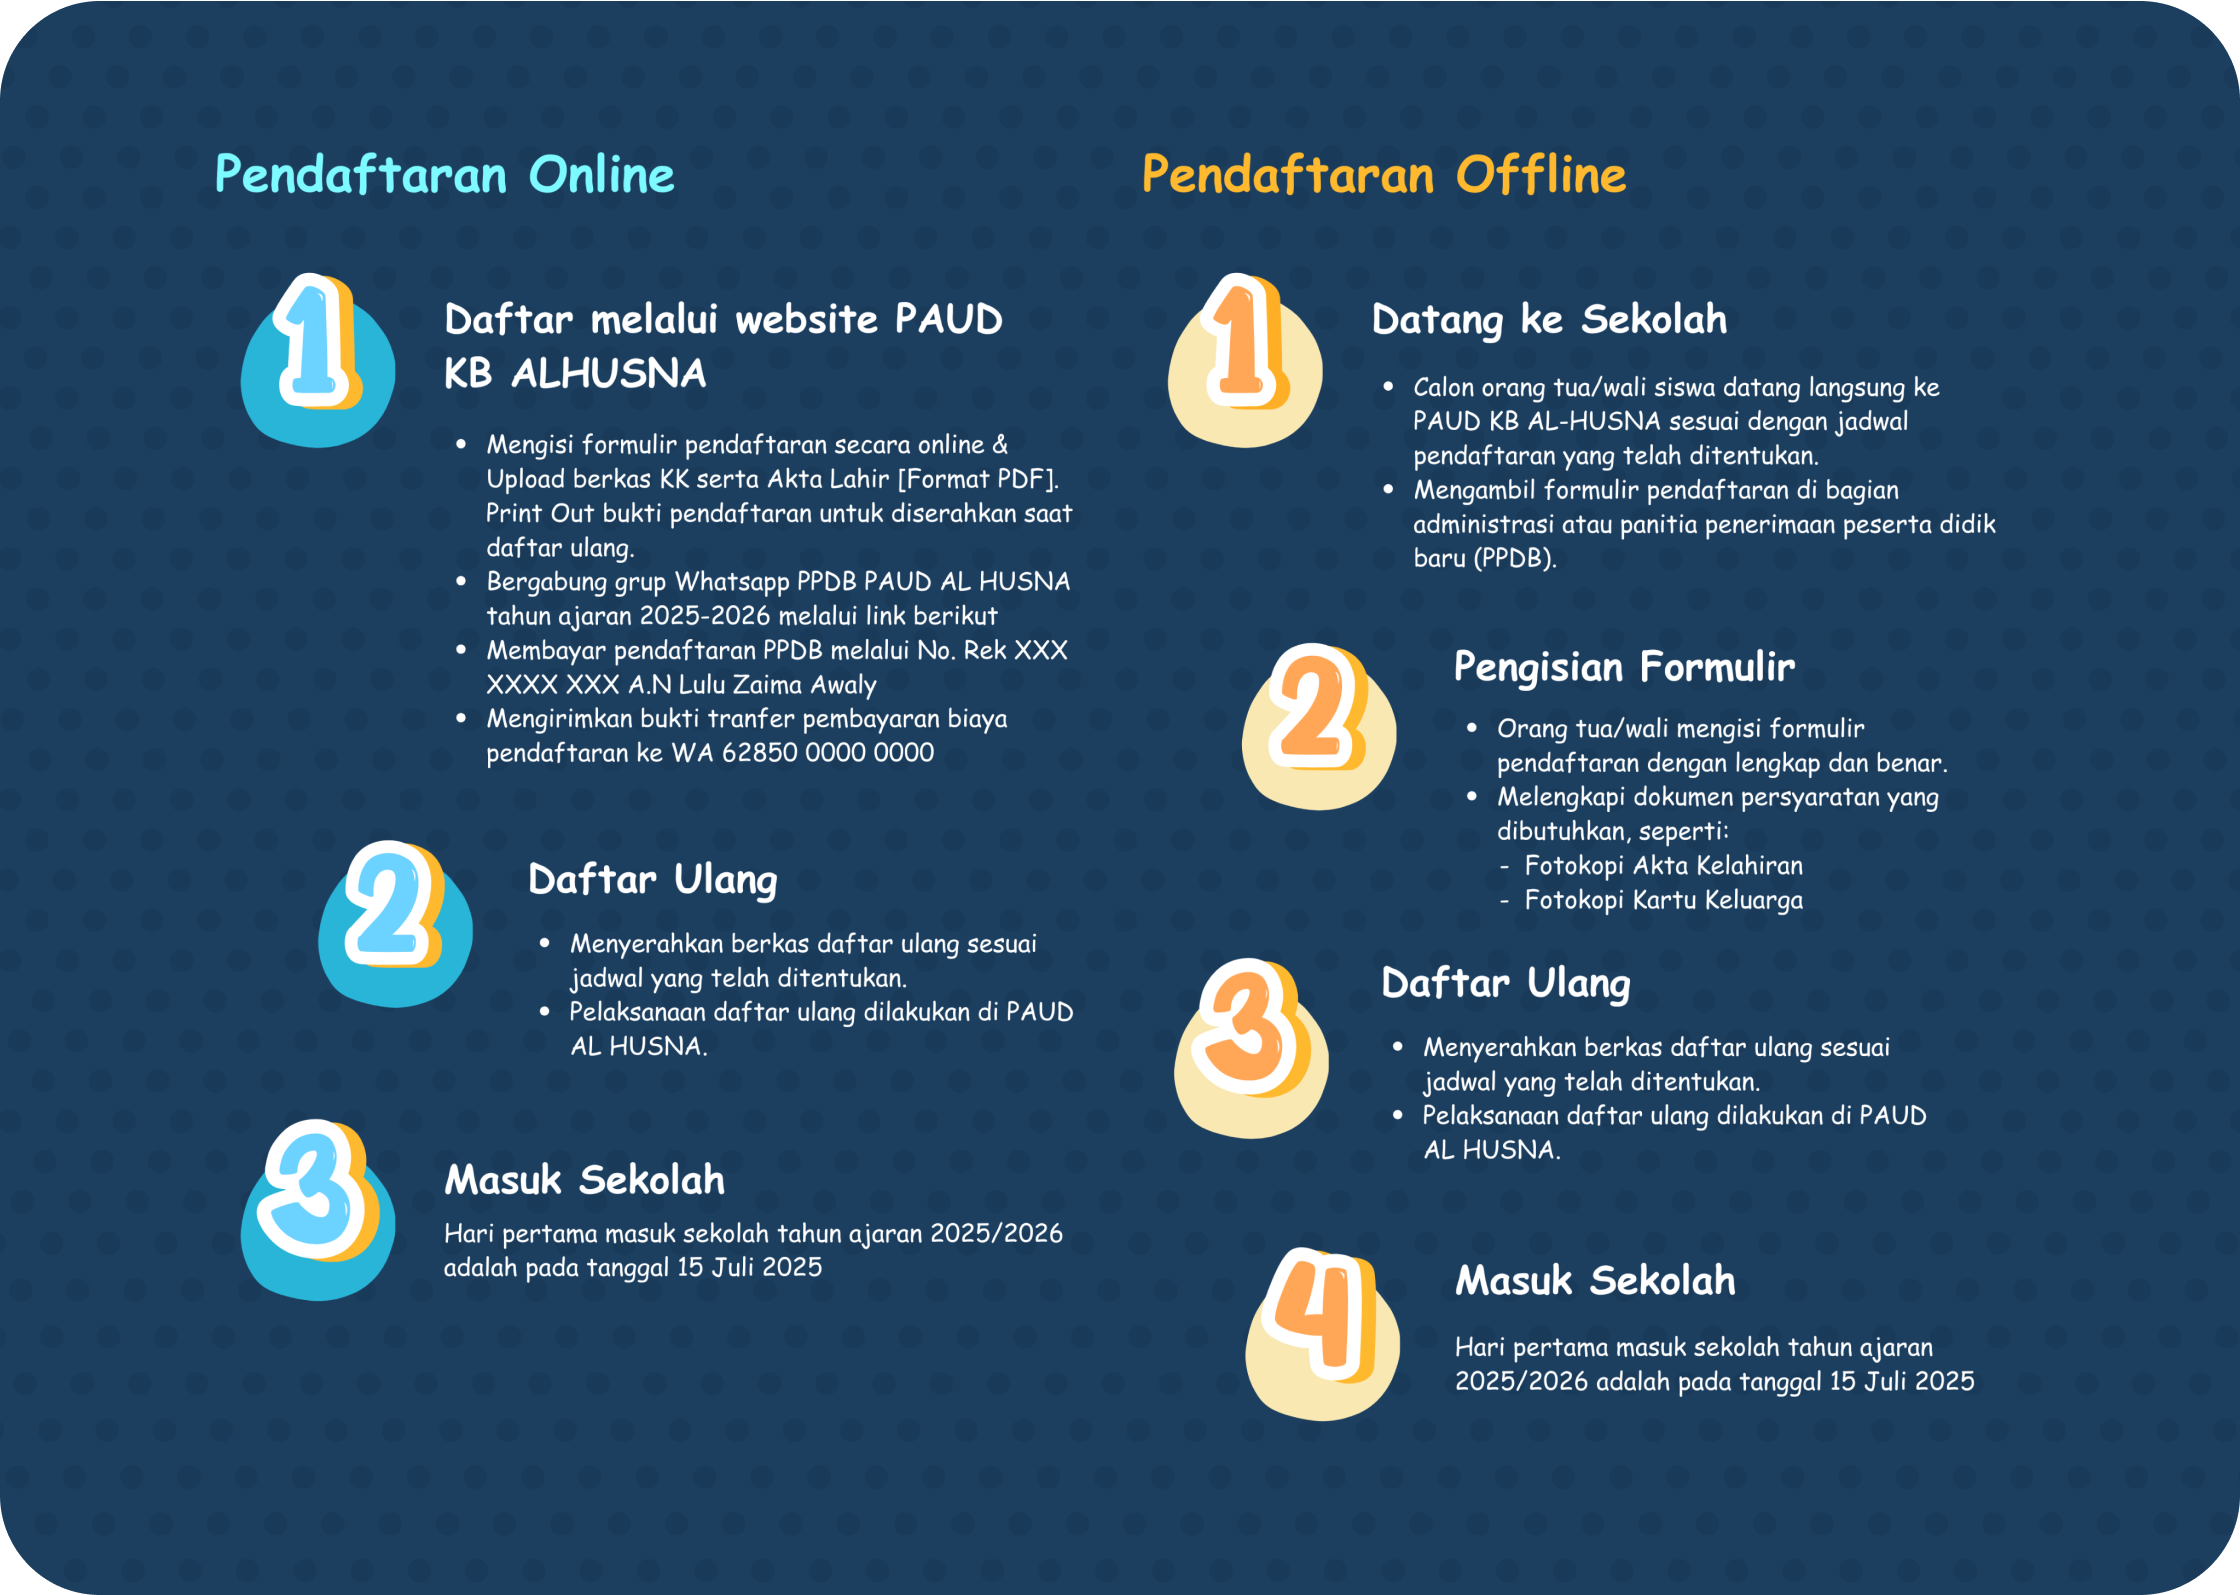 Pendaftaran Online
1
Daftar melalui website PAUD
KB ALHUSNA
• Mengisi formulir pendaftaran secara online &
Upload berkas KK serta Akta Lahir [Format PDF].
Print Out bukti pendaftaran untuk diserahkan saat
daftar ulang.
• Bergabung grup Whatsapp PPDB PAUD AL HUSNA
tahun ajaran 2025-2026 melalui link berikut
• Membayar pendaftaran PPDB melalui No. Rek XXX
XXXX XXX A.N Lulu Zaima Awaly
• Mengirimkan bukti tranfer pembayaran biaya
pendaftaran ke WA 62850 0000 0000
2
Daftar Ulang
• Menyerahkan berkas daftar ulang sesuai
jadwal yang telah ditentukan.
• Pelaksanaan daftar ulang dilakukan di PAUD
AL HUSNA.
3
Masuk Sekolah
Hari pertama masuk sekolah tahun ajaran 2025/2026
adalah pada tanggal 15 Juli 2025
Pendaftaran Offline
1
Datang ke Sekolah
• Calon orang tua/wali siswa datang langsung ke
PAUD KB AL-HUSNA sesuai dengan jadwal
pendaftaran yang telah ditentukan.
• Mengambil formulir pendaftaran di bagian
administrasi atau panitia penerimaan peserta didik
baru (PPDB).
2
Pengisian Formulir
• Orang tua/wali mengisi formulir
pendaftaran dengan lengkap dan benar.
• Melengkapi dokumen persyaratan yang
dibutuhkan, seperti:
- Fotokopi Akta Kelahiran
- Fotokopi Kartu Keluarga
3
Daftar Ulang
• Menyerahkan berkas daftar ulang sesuai
jadwal yang telah ditentukan.
• Pelaksanaan daftar ulang dilakukan di PAUD
AL HUSNA.
4
Masuk Sekolah
Hari pertama masuk sekolah tahun ajaran
2025/2026 adalah pada tanggal 15 Juli 2025